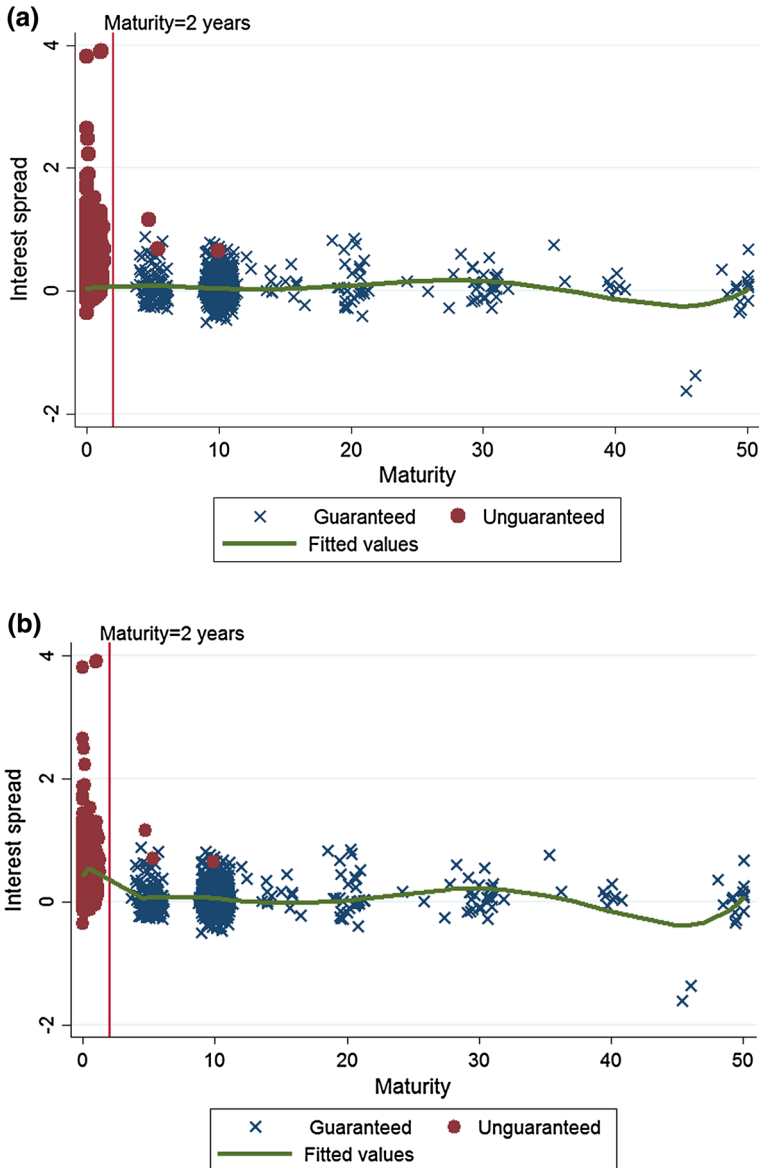 (a)
Maturity=2 years
4
2
0
-2
Interest spread
0 10 20 30 40 50
Maturity
Guaranteed Unguaranteed
Fitted values
(b)
Maturity=2 years
4
2
0
-2
Interest spread
0 10 20 30 40 50
Maturity
Guaranteed Unguaranteed
Fitted values